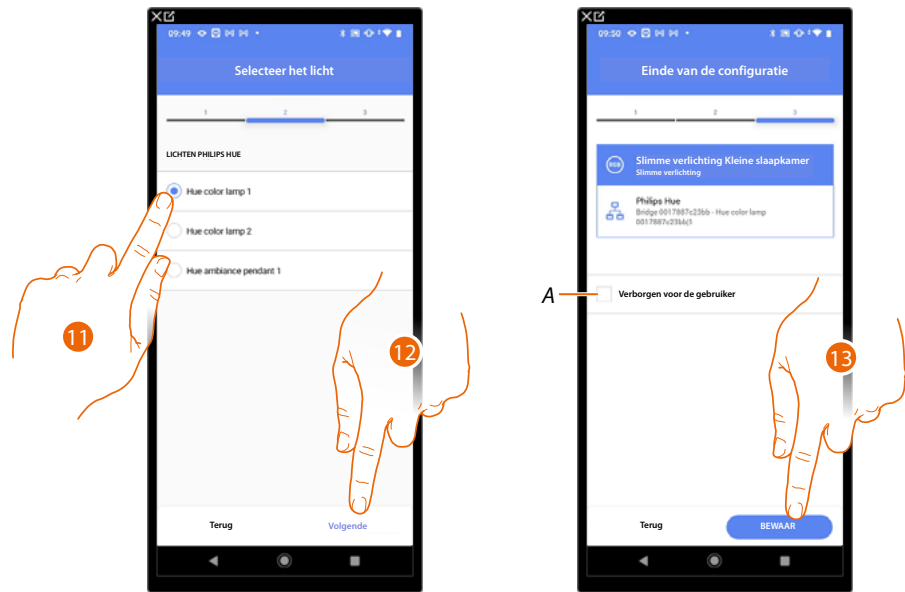 09:49
Selecteer het licht
1 2 3
LICHTEN PHILIPS HUE
Hue color lamp 1
Hue color lamp 2
Hue ambiance pendant 1
11
12
Terug
Volgende
09:50
Einde van de configuratie
1 2 3
RGB
Slimme verlichting Kleine slaapkamer
Slimme verlichting
Philips Hue
Bridge 0017887c23bb - Hue color lamp
A
Verborgen voor de gebruiker
13
Terug
BEWAAR